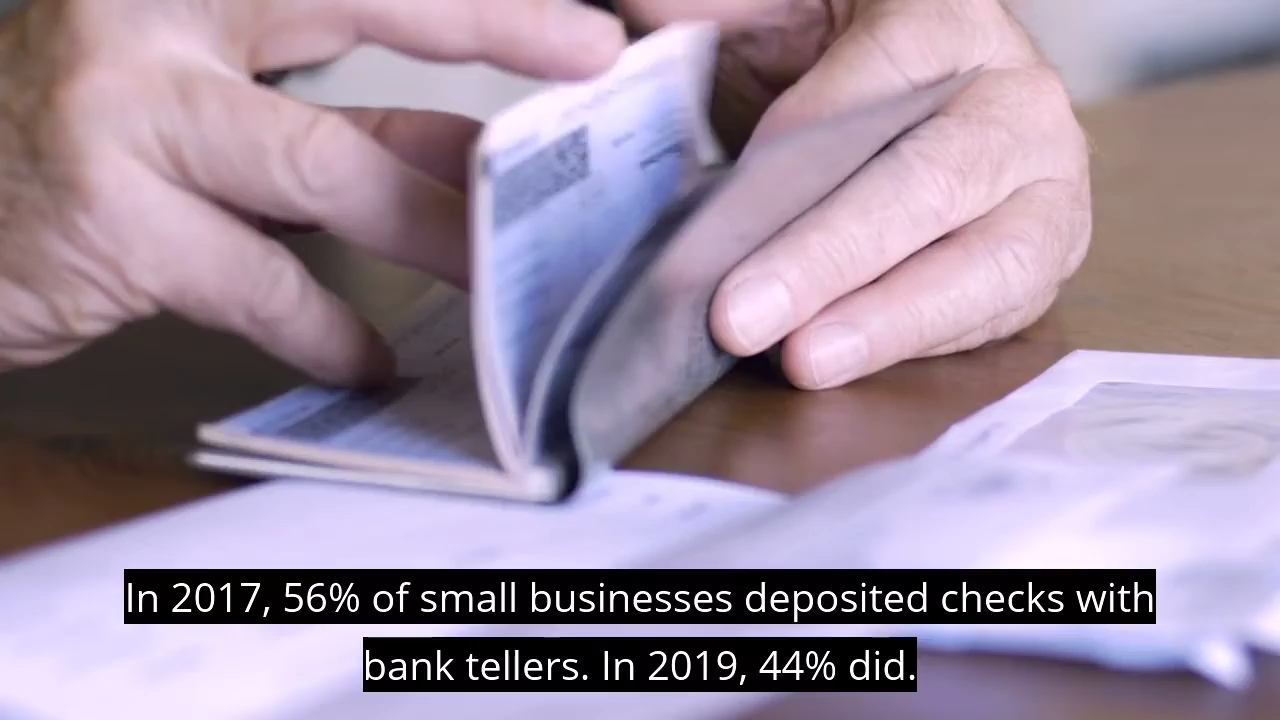 In 2017, 56% of small businesses deposited checks with
bank tellers. In 2019, 44% did.